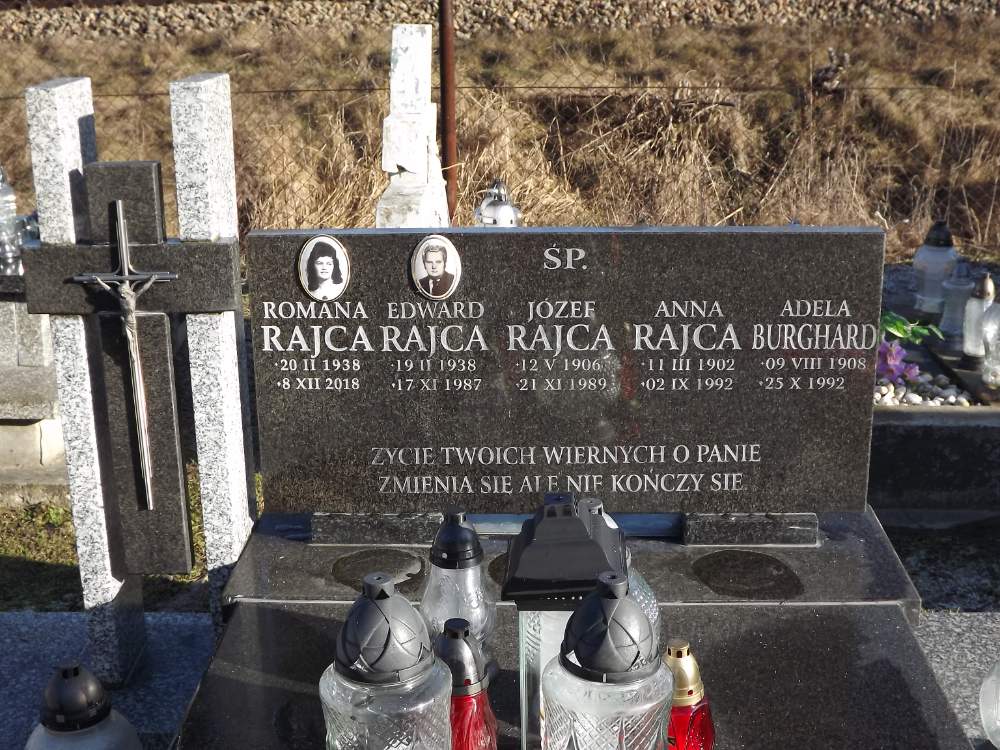 ŚP.
ROMANA
RAJCA
20 II 1938
8 XII 2018
EDWARD
RAJCA
19 II 1938
17 XI 1987
JÓZEF
RAJCA
12 V 1906
21 XI 1989
ANNA
RAJCA
11 III 1902
02 IX 1992
ADELA
BURGHARD
09 VIII 1908
25 X 1992
ŻYCIE TWOICH WIERNYCH O PANIE
ZMIENIA SIĘ ALE NIE KOŃCZY SIĘ